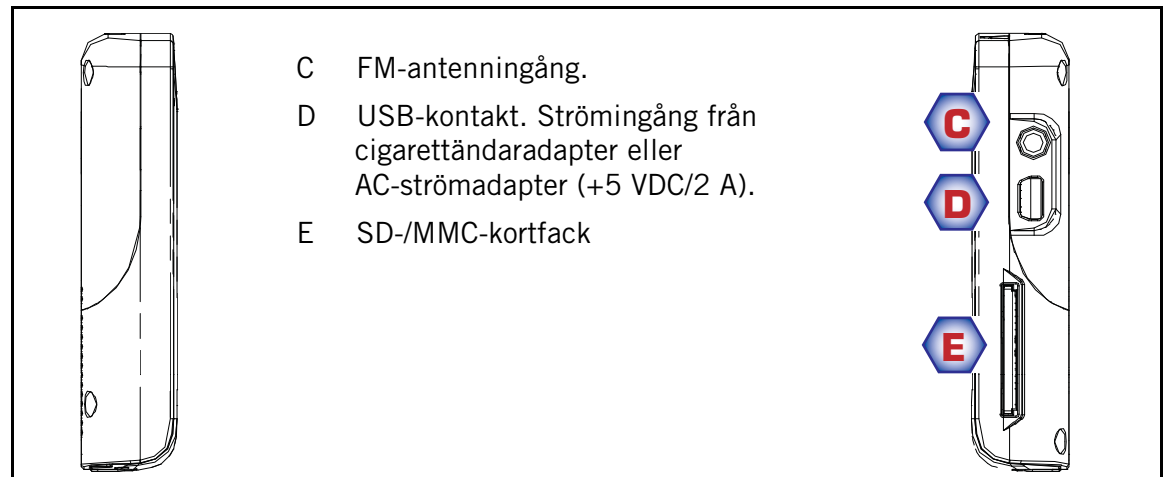 C FM-antenningång.
D USB-kontakt. Strömingång från
cigarettändaradapter eller
AC-strömadapter (+5 VDC/2 A).
E SD-/MMC-kortfack
C
D
E